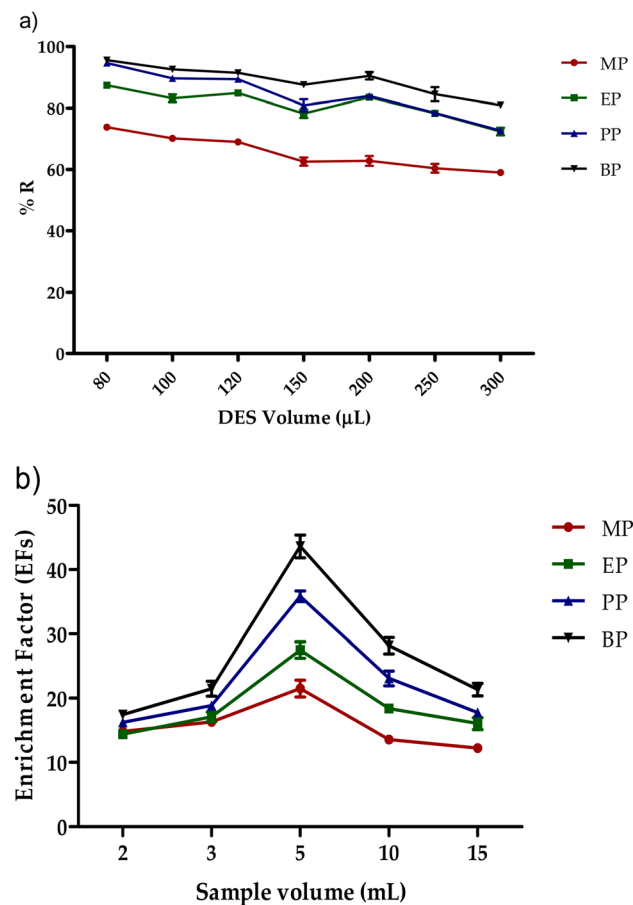 a)
100
80
60
40
20
0
% R
80
100
120
150
200
250
300
DES Volume (µL)
MP
EP
PP
BP
b)
50
40
30
20
10
0
Enrichment Factor (EFs)
2
3
5
10
15
Sample volume (mL)
MP
EP
PP
BP